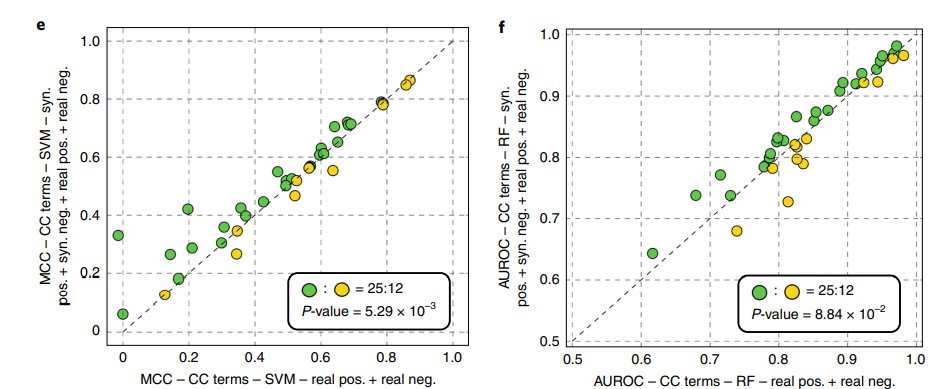 e
MCC – CC terms – SVM – syn.
pos. + syn. neg. + real pos. + real neg.
1.0
0.8
0.6
0.4
0.2
0
0 0.2 0.4 0.6 0.8 1.0
MCC – CC terms – SVM – real pos. + real neg.
: = 25:12
P-value = 5.29 × 10⁻³
f
AUROC – CC terms – RF – syn.
pos. + syn. neg. + real pos. + real neg.
1.0
0.9
0.8
0.7
0.6
0.5
0.5 0.6 0.7 0.8 0.9 1.0
AUROC – CC terms – RF – real pos. + real neg.
: = 25:12
P-value = 8.84 × 10⁻²